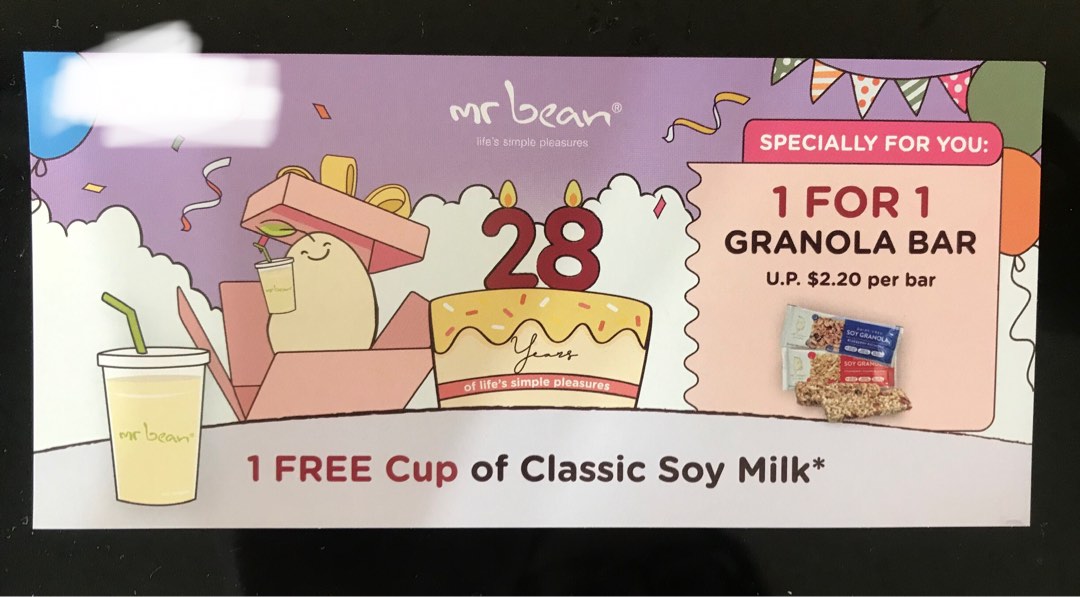 mr bean®
life's simple pleasures
SPECIALLY FOR YOU:
1 FOR 1
GRANOLA BAR
U.P. $2.20 per bar
28
Years
of life's simple pleasures
mr bean
SOY GRANOLA
SOY GRANOLA
mr bean®
1 FREE Cup of Classic Soy Milk*